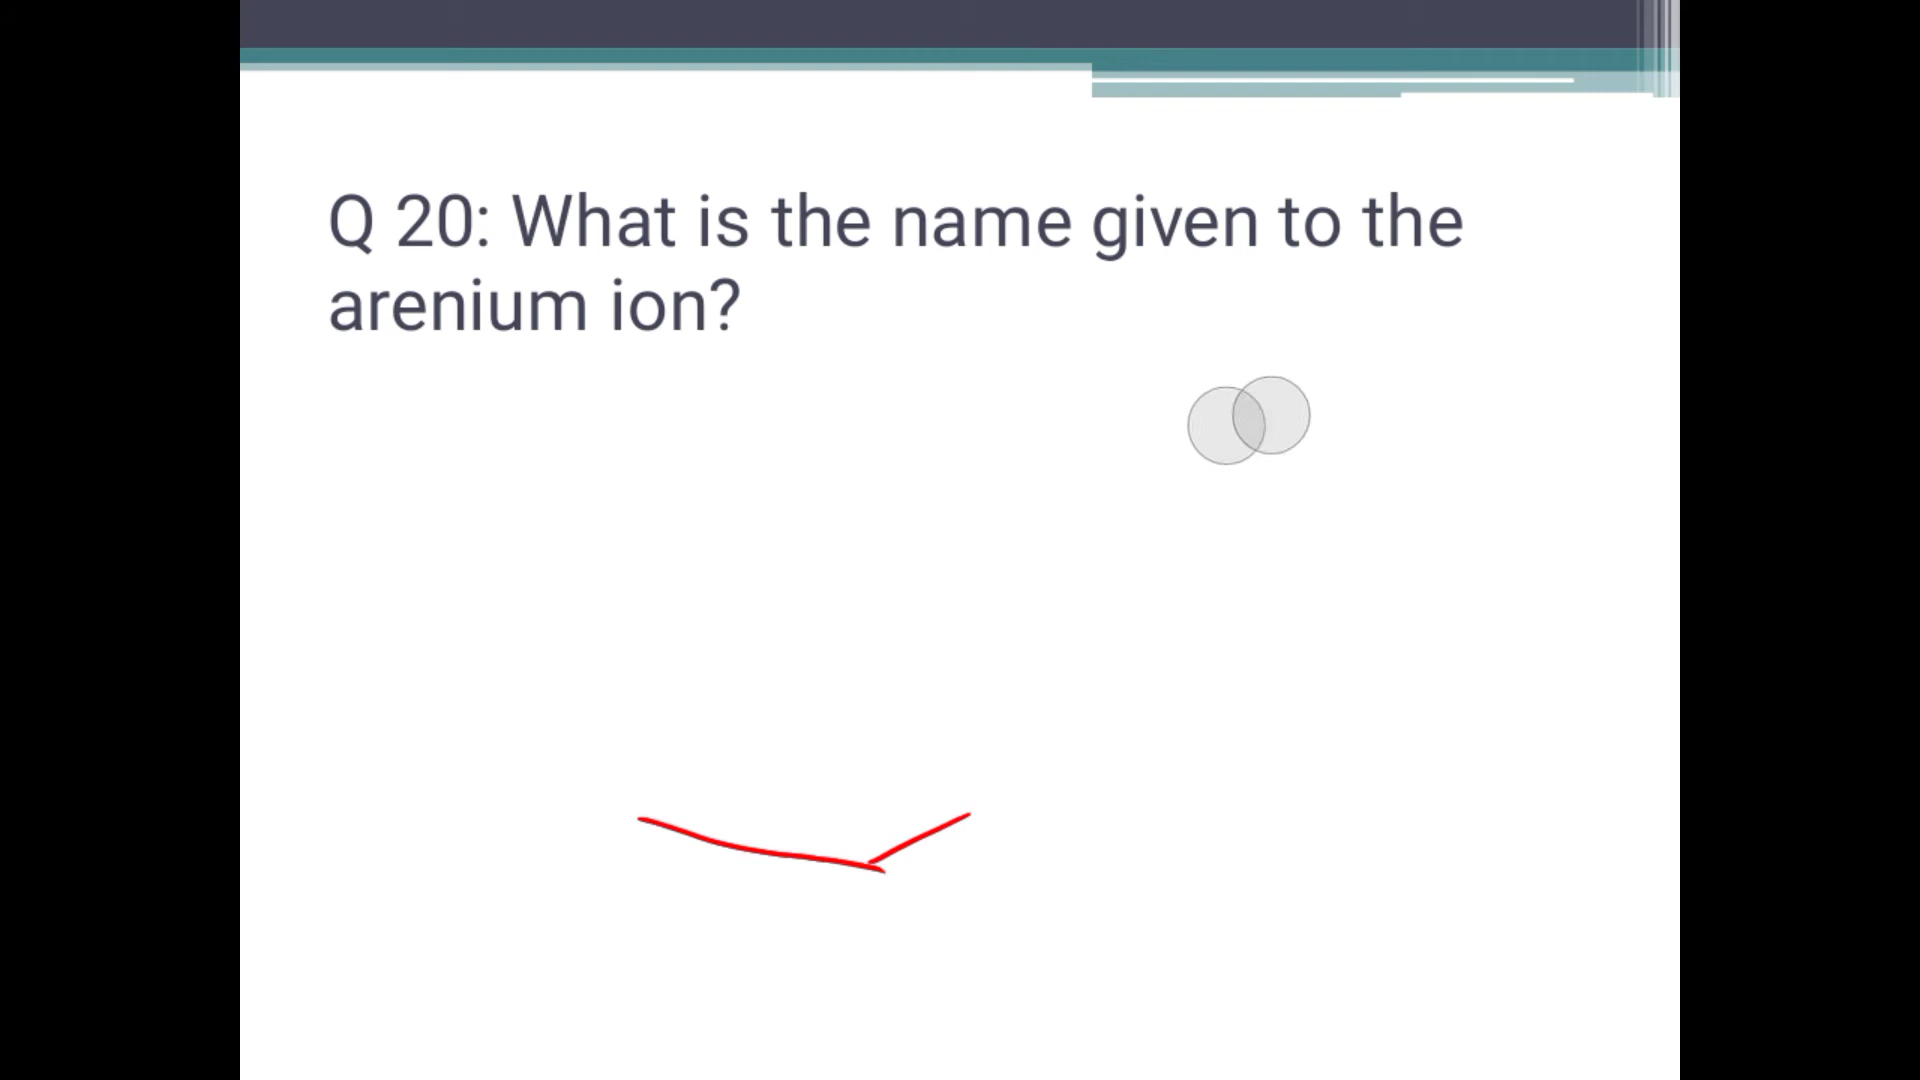 Q 20: What is the name given to the
arenium ion?